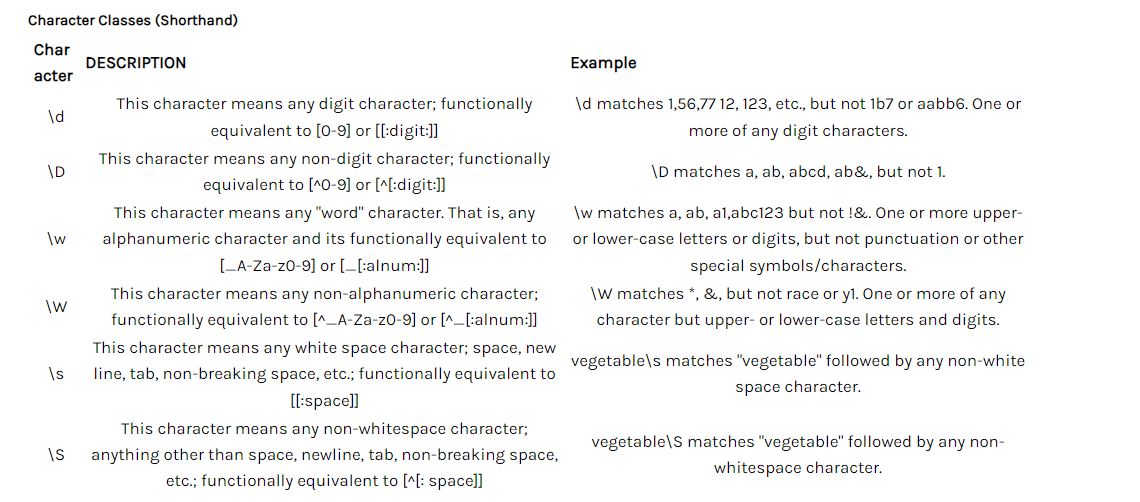 Character Classes (Shorthand)
Char
acter
DESCRIPTION
Example
\d
This character means any digit character; functionally
equivalent to [0-9] or [[:digit:]]
\d matches 1,56,77 12, 123, etc., but not 1b7 or aabb6. One or
more of any digit characters.
\D
This character means any non-digit character; functionally
equivalent to [^0-9] or [^[:digit:]]
\D matches a, ab, abcd, ab&, but not 1.
\w
This character means any "word" character. That is, any
alphanumeric character and its functionally equivalent to
[_A-Za-z0-9] or [_[:alnum:]]
\w matches a, ab, a1,abc123 but not !&. One or more upper-
or lower-case letters or digits, but not punctuation or other
special symbols/characters.
\W
This character means any non-alphanumeric character;
functionally equivalent to [^_A-Za-z0-9] or [^_[:alnum:]]
\W matches *, &, but not race or y1. One or more of any
character but upper- or lower-case letters and digits.
\s
This character means any white space character; space, new
line, tab, non-breaking space, etc.; functionally equivalent to
[[:space]]
vegetable\s matches "vegetable" followed by any non-white
space character.
\S
This character means any non-whitespace character;
anything other than space, newline, tab, non-breaking space,
etc.; functionally equivalent to [^[: space]]
vegetable\S matches "vegetable" followed by any non-
whitespace character.